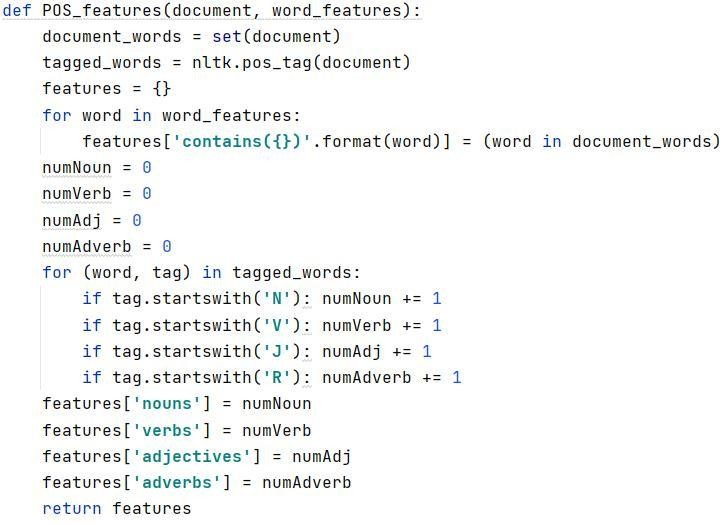 def POS_features(document, word_features):
    document_words = set(document)
    tagged_words = nltk.pos_tag(document)
    features = {}
    for word in word_features:
        features['contains({})'.format(word)] = (word in document_words)
    numNoun = 0
    numVerb = 0
    numAdj = 0
    numAdverb = 0
    for (word, tag) in tagged_words:
        if tag.startswith('N'): numNoun += 1
        if tag.startswith('V'): numVerb += 1
        if tag.startswith('J'): numAdj += 1
        if tag.startswith('R'): numAdverb += 1
    features['nouns'] = numNoun
    features['verbs'] = numVerb
    features['adjectives'] = numAdj
    features['adverbs'] = numAdverb
    return features